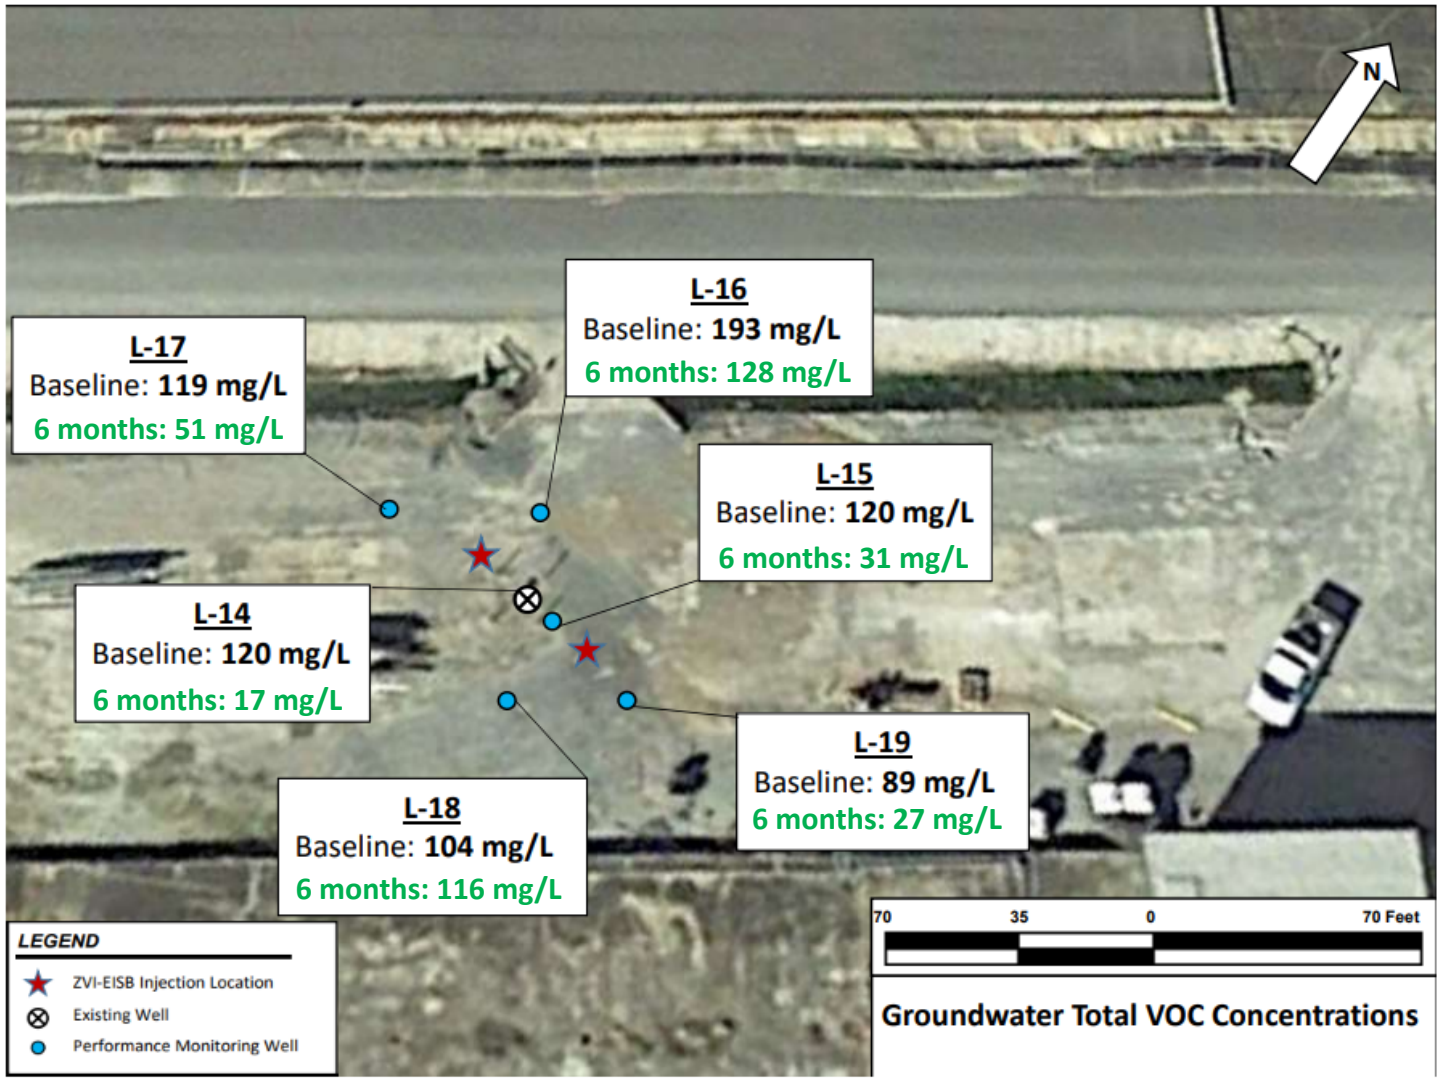 N
L-16
Baseline: 193 mg/L
6 months: 128 mg/L
L-17
Baseline: 119 mg/L
6 months: 51 mg/L
L-15
Baseline: 120 mg/L
6 months: 31 mg/L
L-14
Baseline: 120 mg/L
6 months: 17 mg/L
L-19
Baseline: 89 mg/L
6 months: 27 mg/L
L-18
Baseline: 104 mg/L
6 months: 116 mg/L
LEGEND
ZVI-EISB Injection Location
Existing Well
Performance Monitoring Well
70 35 0 70 Feet
Groundwater Total VOC Concentrations